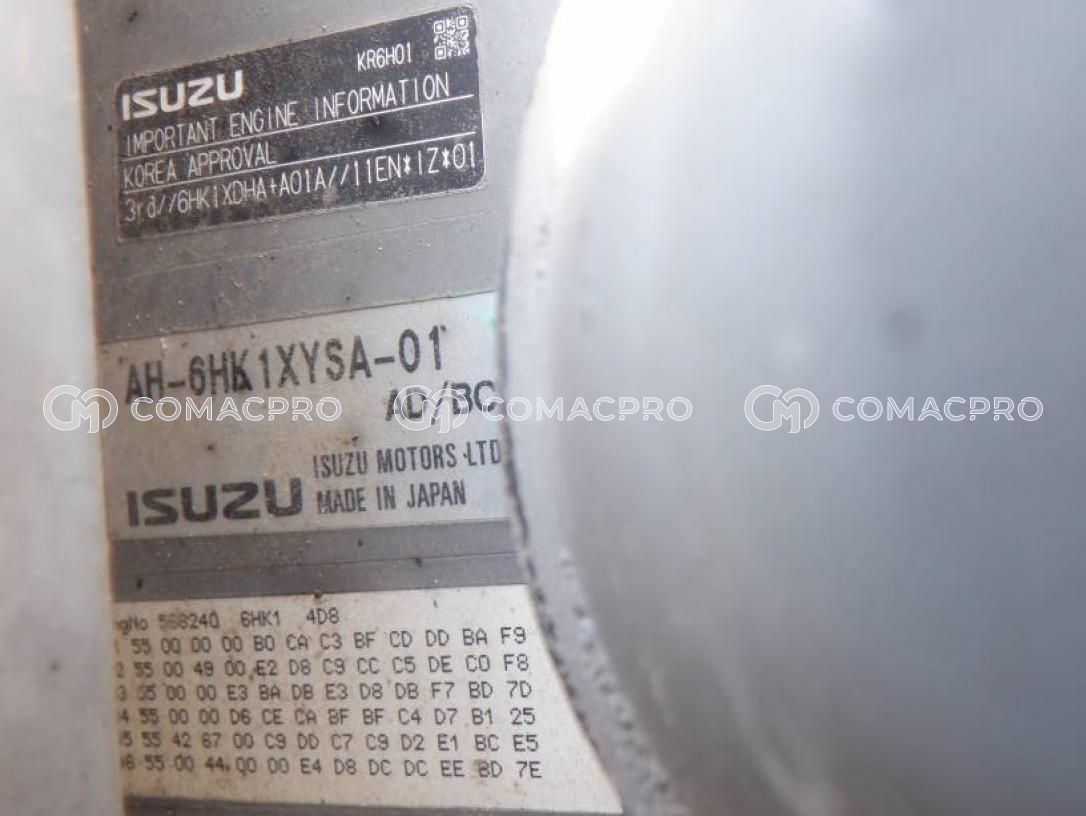 KR6H01
ISUZU
IMPORTANT ENGINE INFORMATION
KOREA APPROVAL
3rd//6HK1XDHA+A01A//11EN*1Z*01
AH-6HK1XYSA-01
AD/BC
COMACPRO COMACPRO COMACPRO
ISUZU MOTORS LTD
ISUZU MADE IN JAPAN
ngNo 568240 6HK1 4D8
1 55 00 00 00 B0 CA C3 BF CD DD BA F9
2 55 00 49 00 E2 D8 C9 CC C5 DE C0 F8
3 55 00 00 E3 BA DB E3 D8 DB F7 BD 7D
4 55 00 00 D6 CE CA BF BF C4 D7 B1 25
5 55 42 67 00 C9 DD C7 C9 D2 E1 BC E5
6 55 00 44 00 00 E4 D8 DC DC EE BD 7E